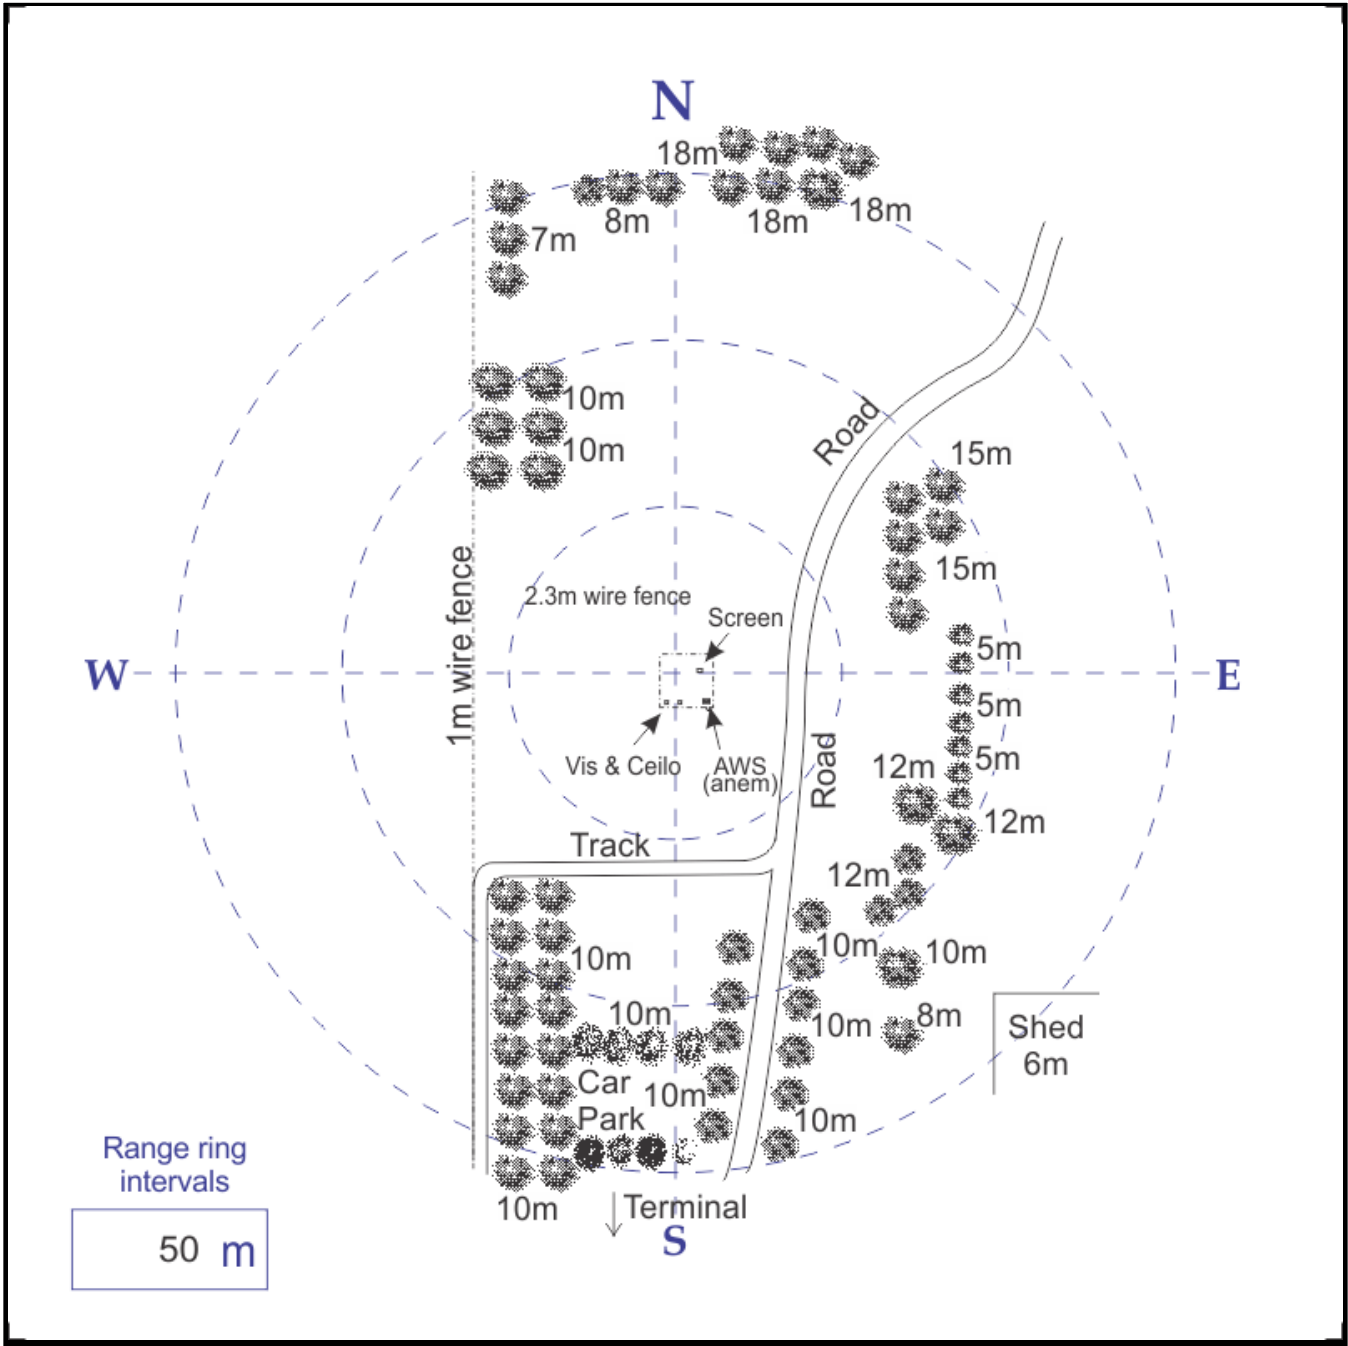 N
18m
18m
8m
18m
7m
10m
10m
Road
15m
15m
1m wire fence
2.3m wire fence
Screen
W
E
5m
5m
5m
Vis & Ceilo
AWS
(anem)
Road
12m
12m
Track
12m
10m
10m
10m
10m
10m
8m
Shed
6m
Car
Park
10m
10m
Range ring
intervals
50 m
10m
Terminal
S